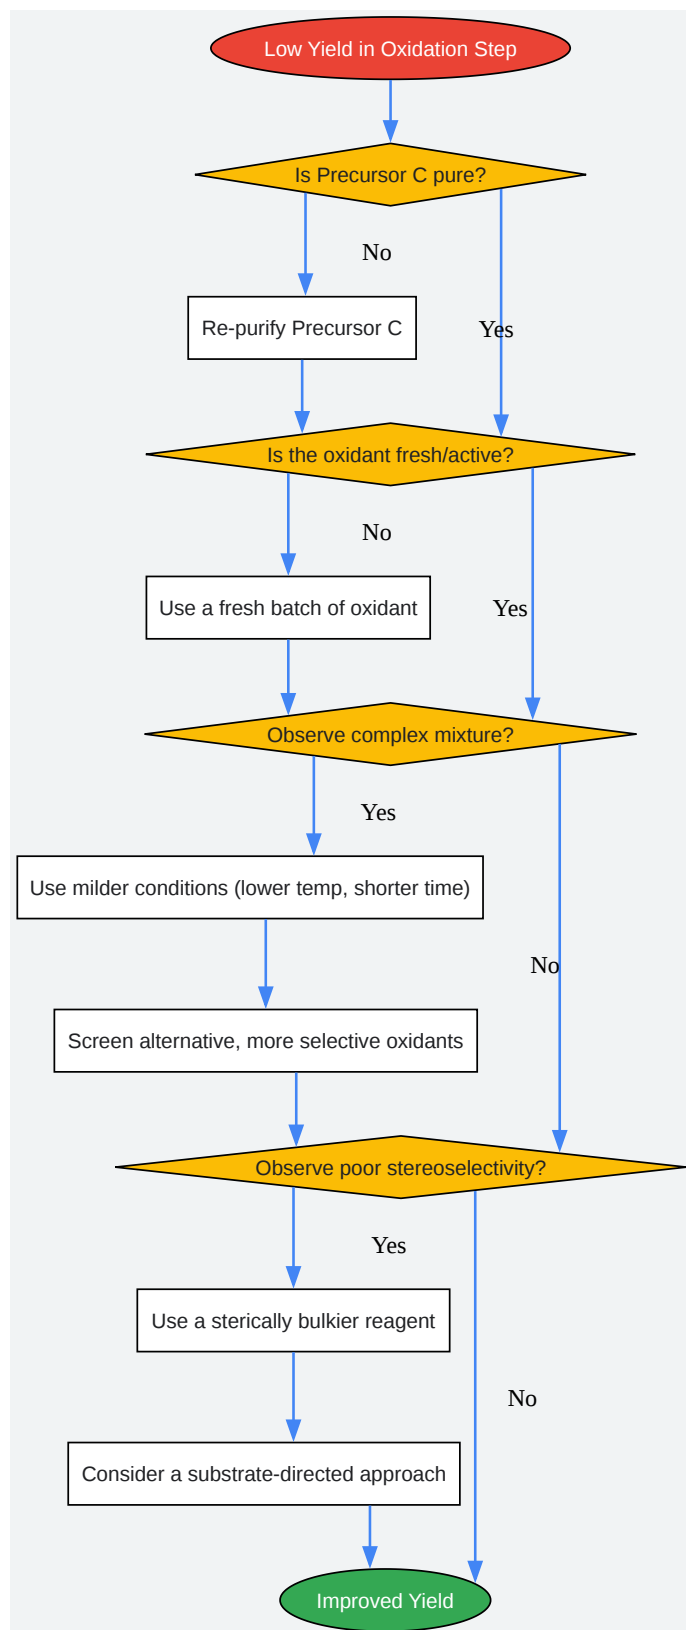 Low Yield in Oxidation Step
Is Precursor C pure?
No
Re-purify Precursor C
Yes
Is the oxidant fresh/active?
No
Use a fresh batch of oxidant
Yes
Observe complex mixture?
Yes
Use milder conditions (lower temp, shorter time)
No
Screen alternative, more selective oxidants
Observe poor stereoselectivity?
Yes
Use a sterically bulkier reagent
No
Consider a substrate-directed approach
Improved Yield